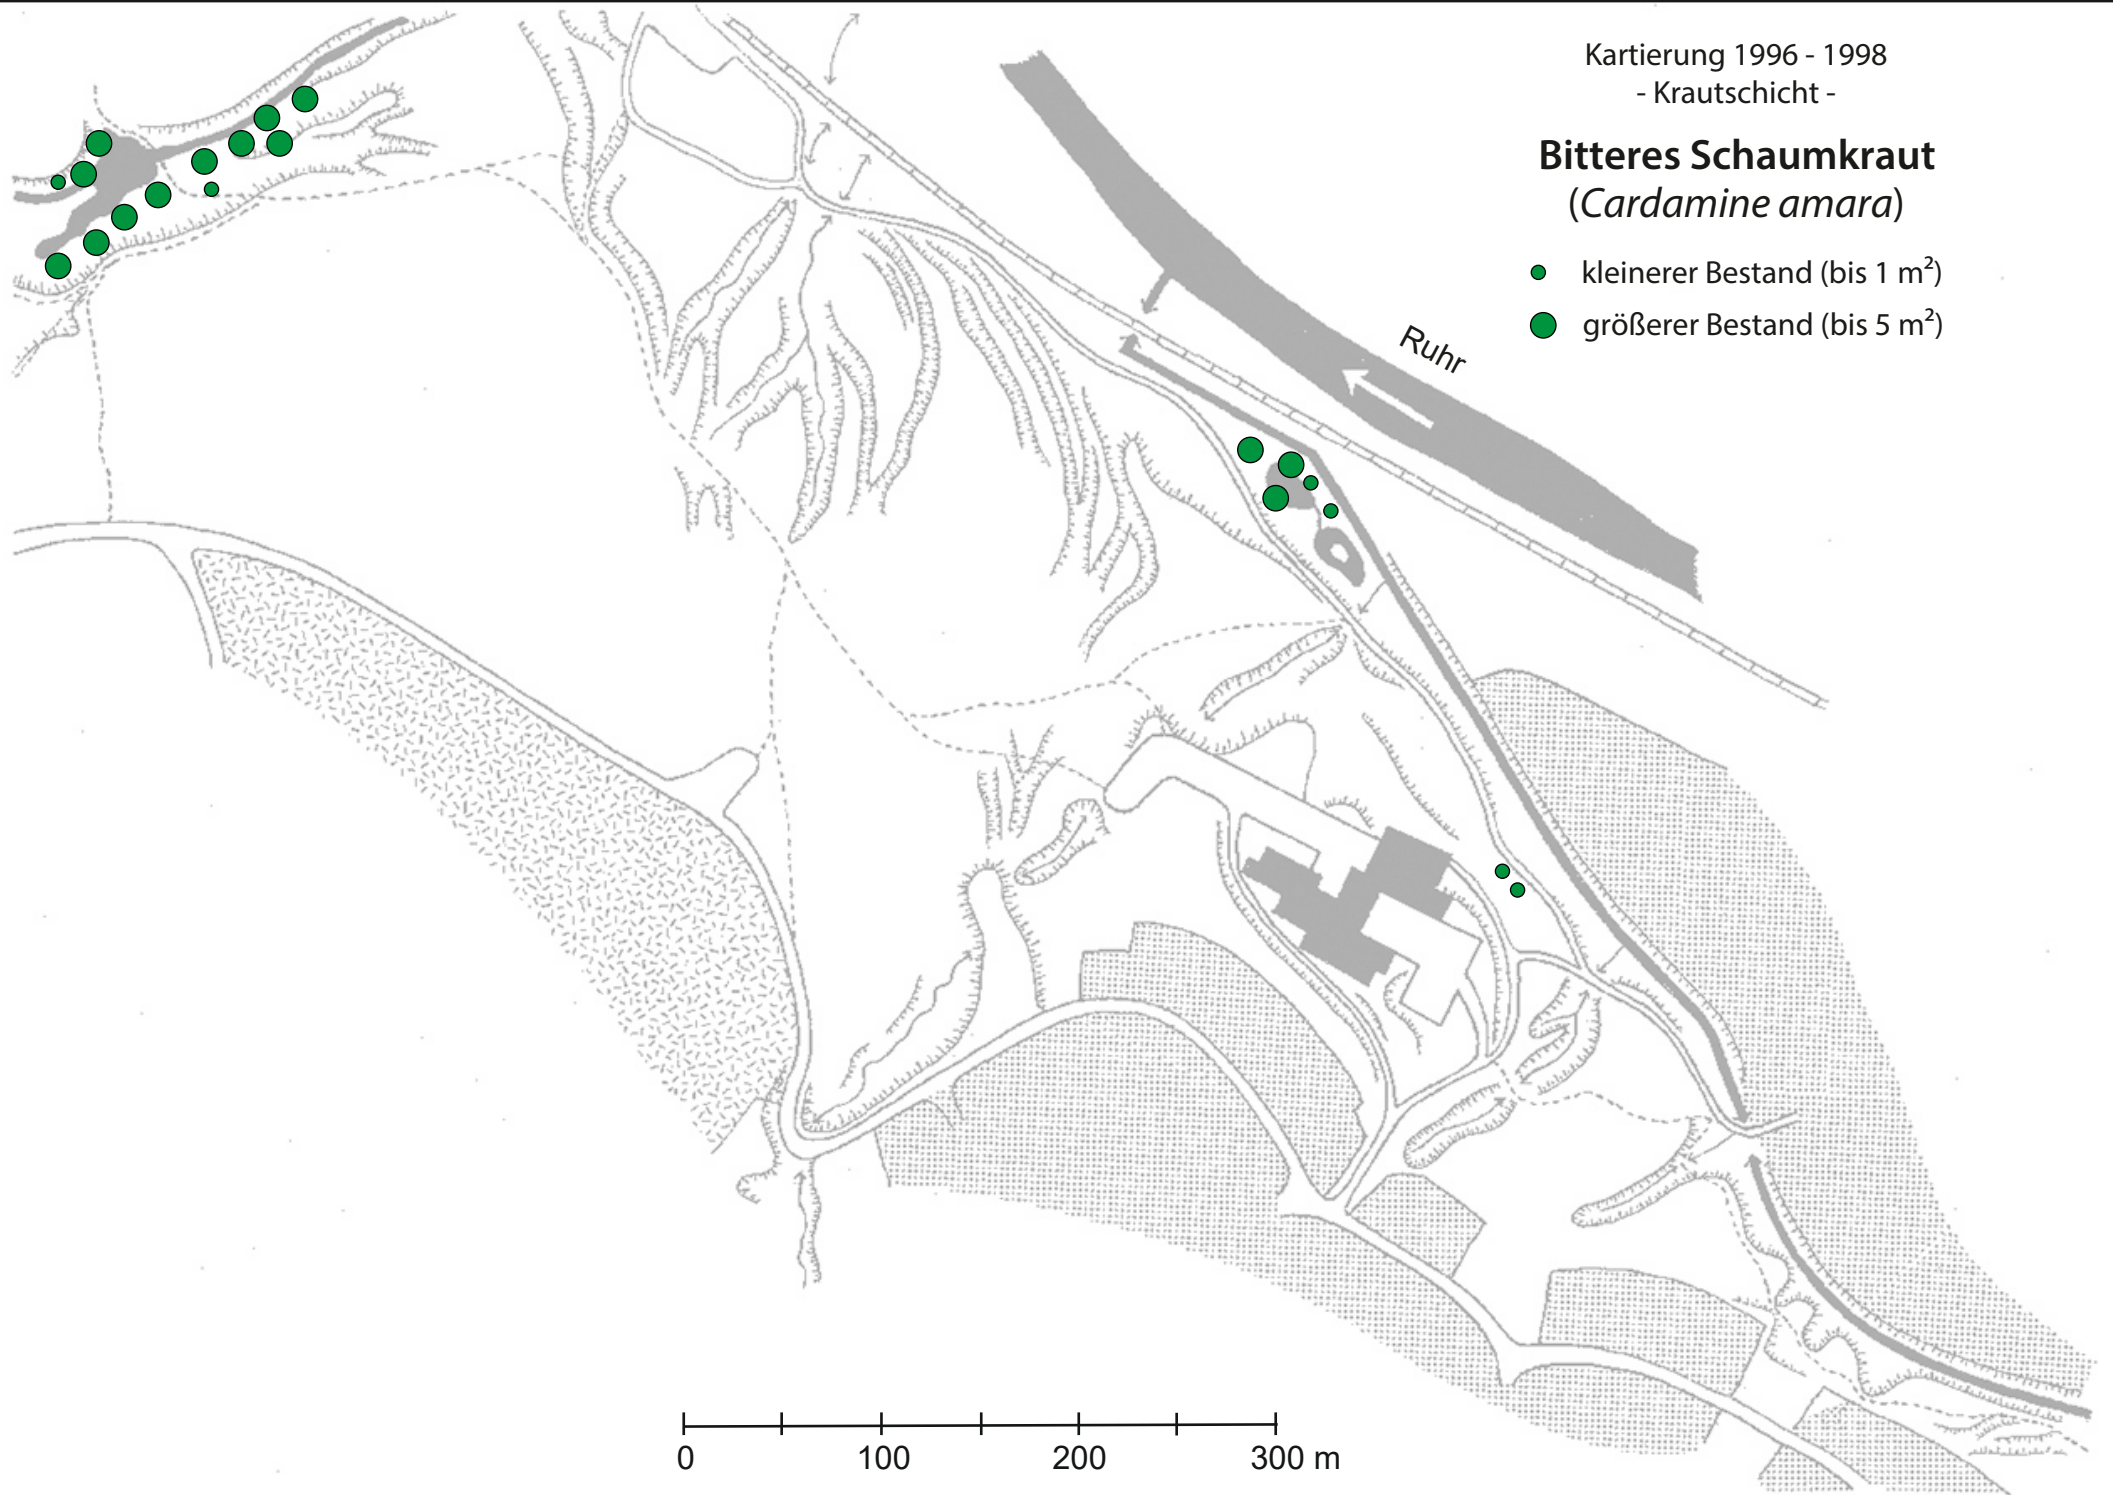 Kartierung 1996 - 1998
- Krautschicht -
Bitteres Schaumkraut
(Cardamine amara)
kleinerer Bestand (bis 1 m²)
größerer Bestand (bis 5 m²)
Ruhr
0 100 200 300 m